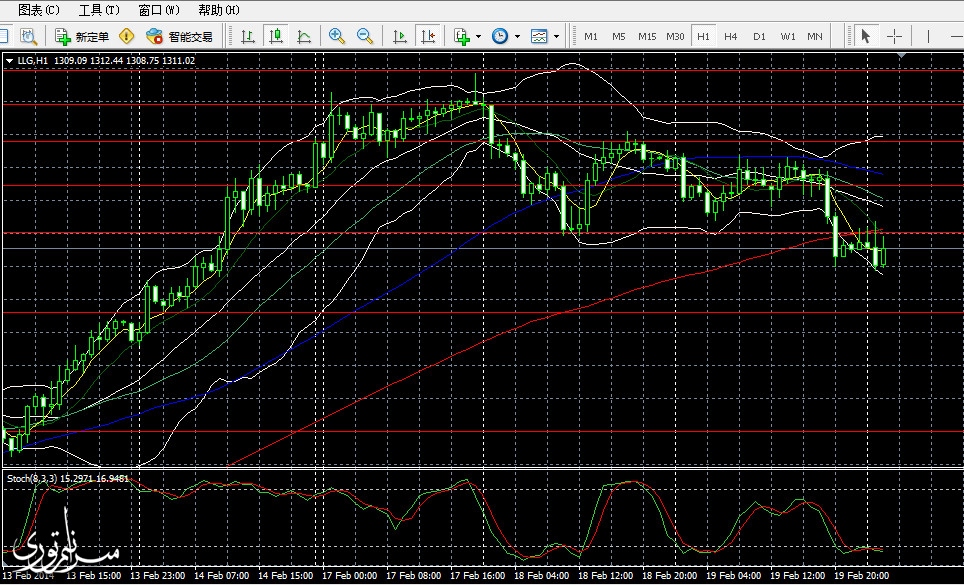 图表(C) 工具(T) 窗口(W) 帮助(H)
新定单 智能交易 M1 M5 M15 M30 H1 H4 D1 W1 MN
LLG,H1 1309.09 1312.44 1308.75 1311.02
Stoch(8,3,3) 15.2971 16.9451
13 Feb 2014 13 Feb 15:00 13 Feb 23:00 14 Feb 07:00 14 Feb 15:00 17 Feb 00:00 17 Feb 08:00 17 Feb 16:00 18 Feb 04:00 18 Feb 12:00 18 Feb 20:00 19 Feb 04:00 19 Feb 12:00 19 Feb 20:00